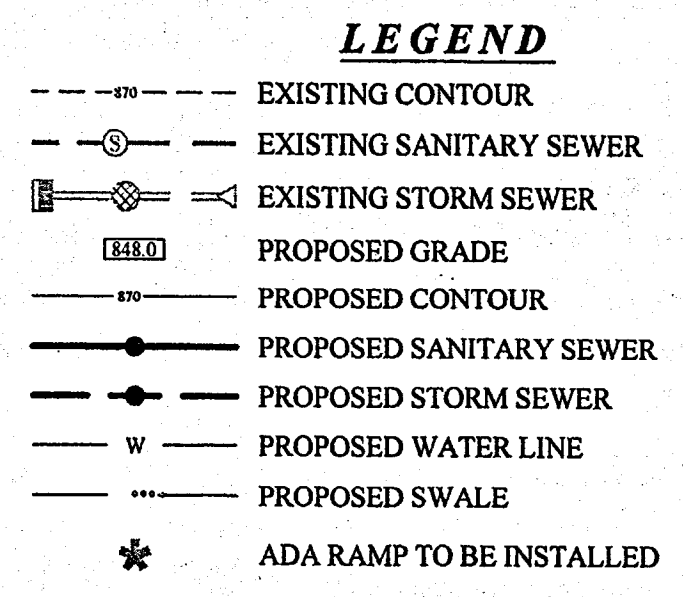 LEGEND
870 EXISTING CONTOUR
S EXISTING SANITARY SEWER
EXISTING STORM SEWER
848.0 PROPOSED GRADE
870 PROPOSED CONTOUR
PROPOSED SANITARY SEWER
PROPOSED STORM SEWER
W PROPOSED WATER LINE
PROPOSED SWALE
ADA RAMP TO BE INSTALLED